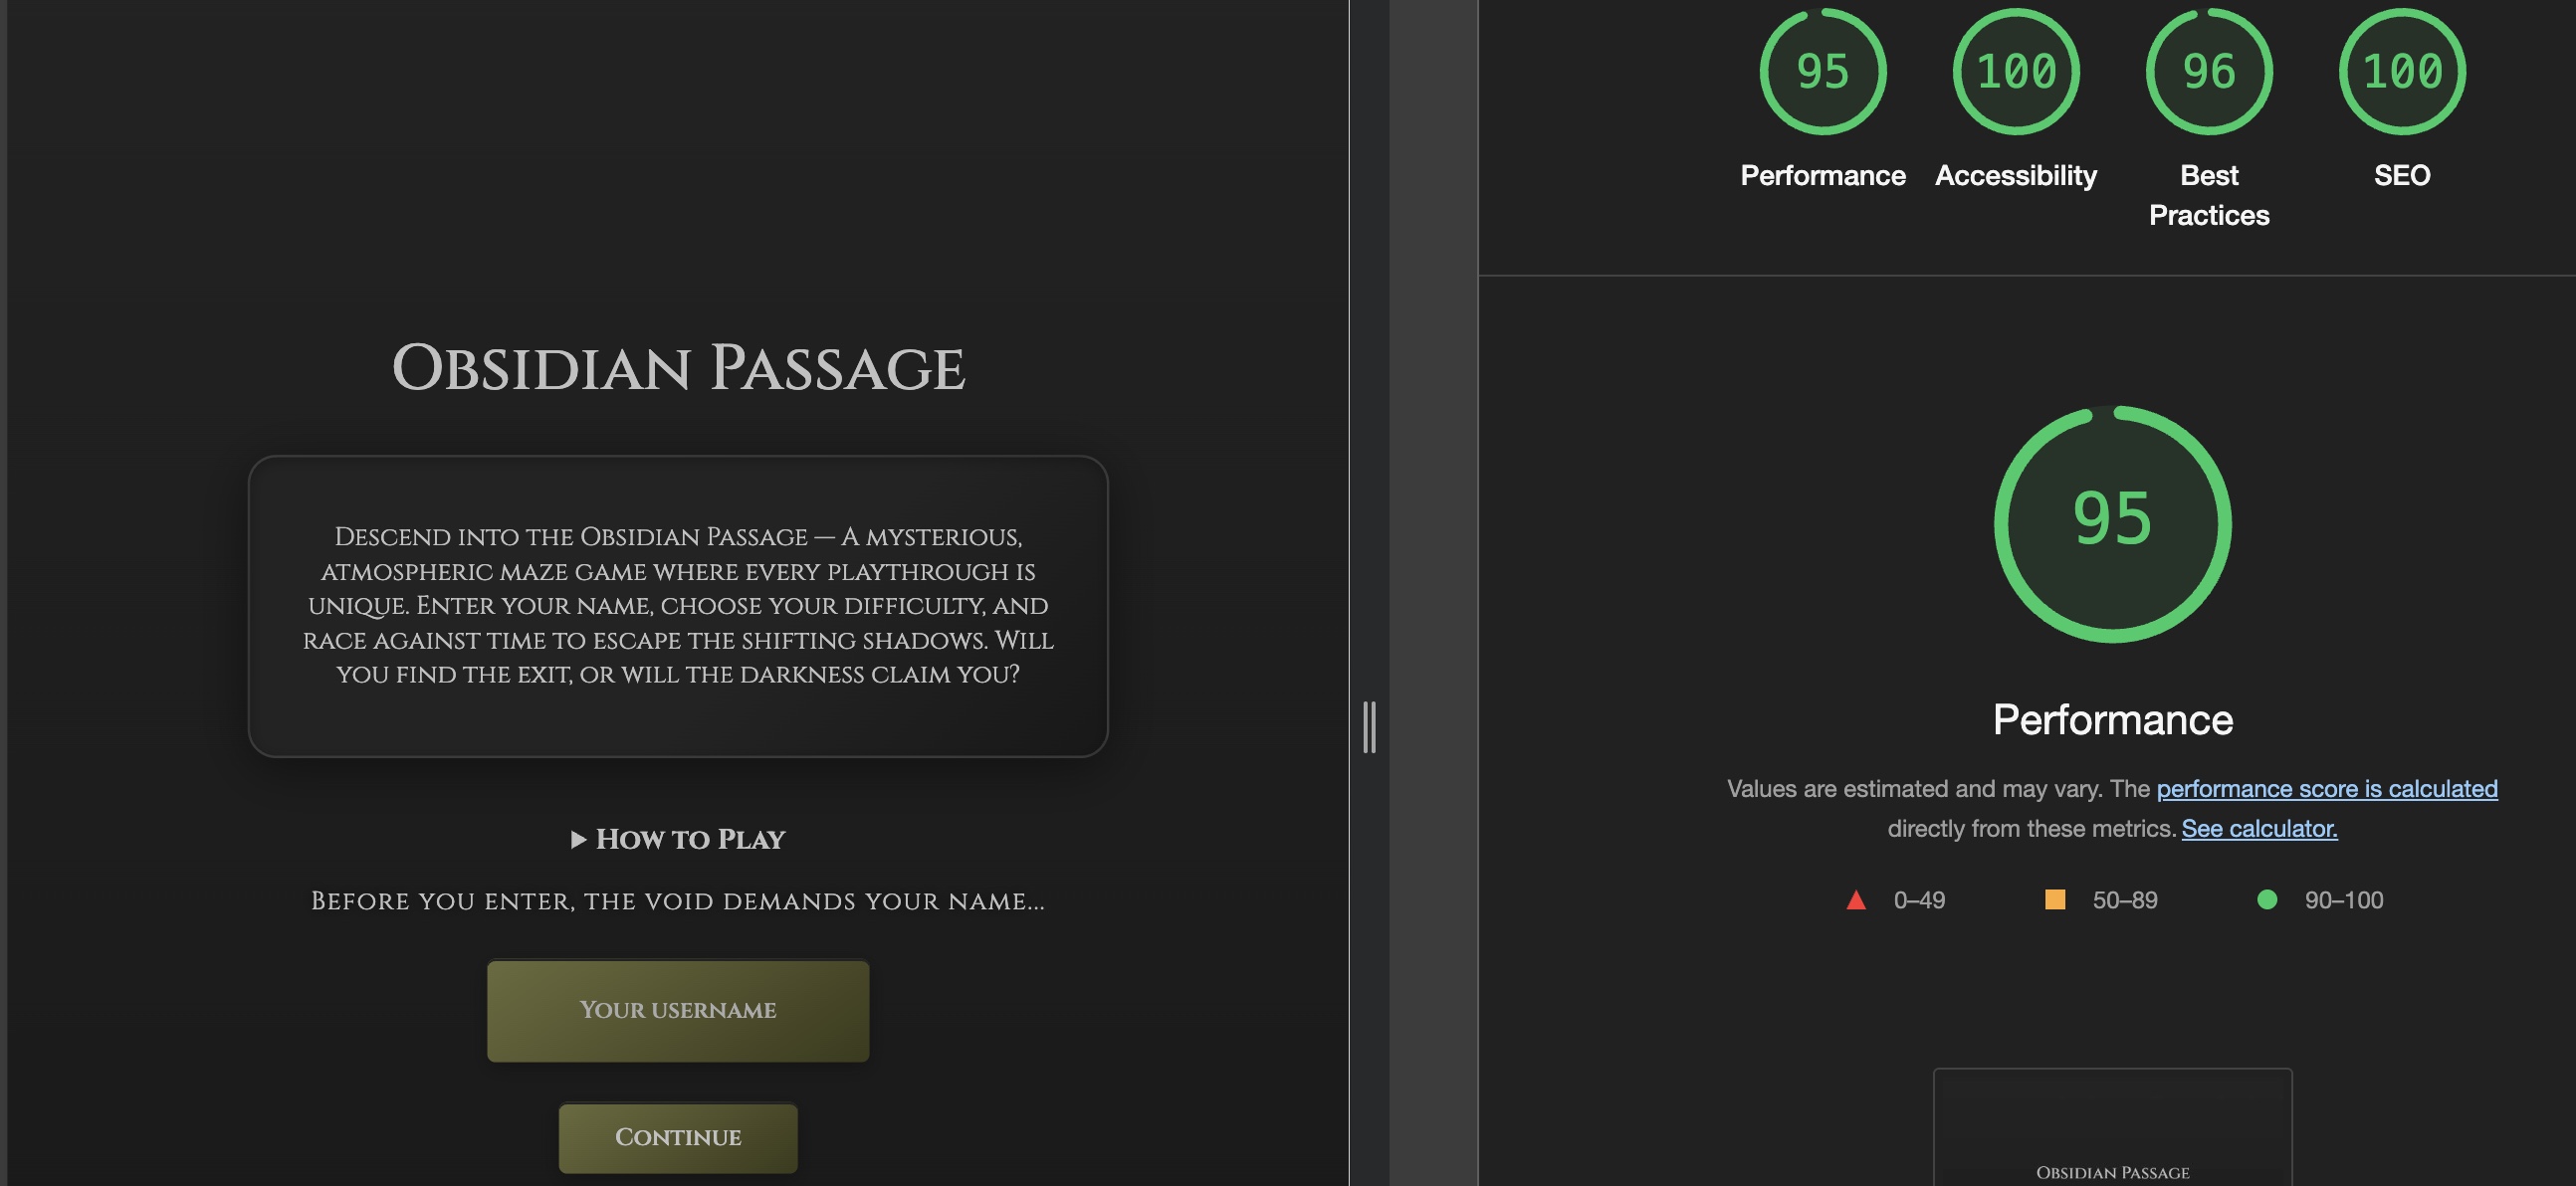 Obsidian Passage
Descend into the Obsidian Passage — A mysterious,
atmospheric maze game where every playthrough is
unique. Enter your name, choose your difficulty, and
race against time to escape the shifting shadows. Will
you find the exit, or will the darkness claim you?
▶ How to Play
Before you enter, the void demands your name...
Your username
Continue
95
100
96
100
Performance
Accessibility
Best
Practices
SEO
95
Performance
Values are estimated and may vary. The performance score is calculated
directly from these metrics. See calculator.
0–49
50–89
90–100
Obsidian Passage